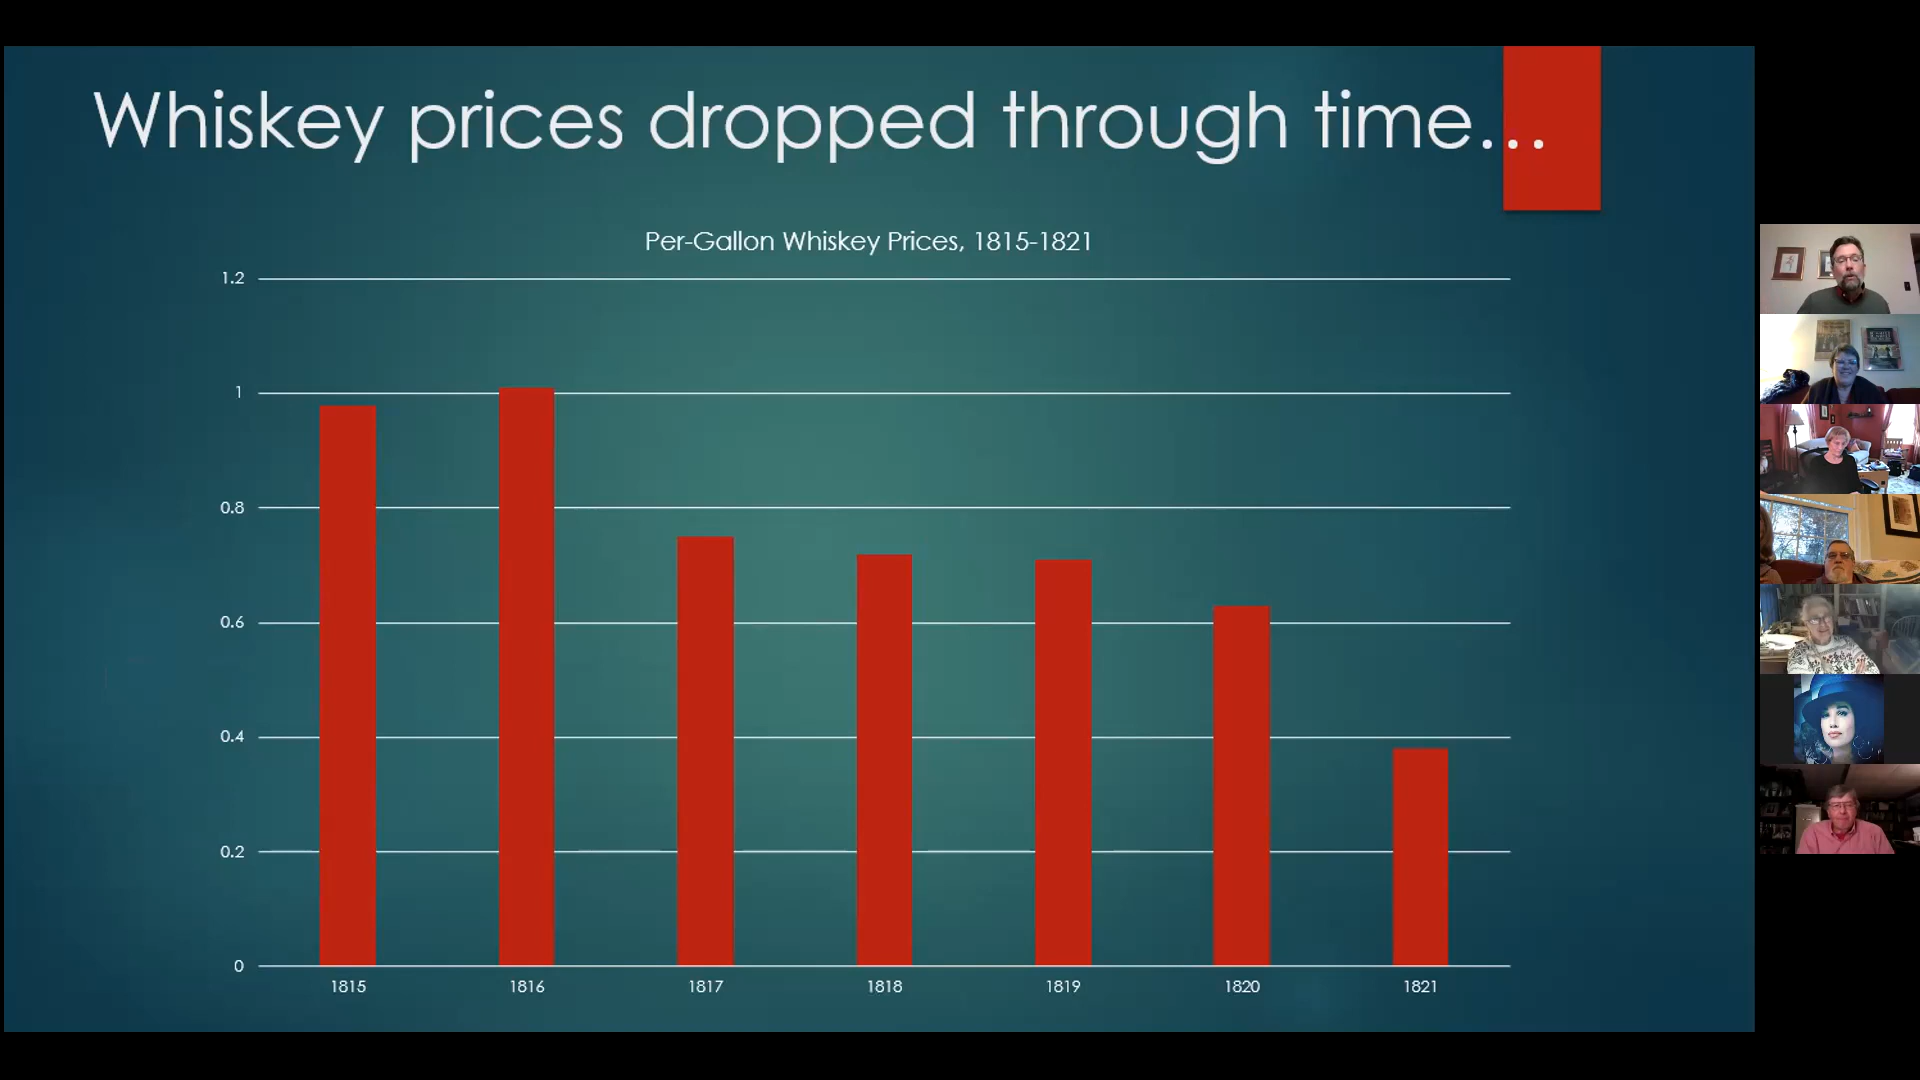 Whiskey prices dropped through time...
Per-Gallon Whiskey Prices, 1815-1821
1.2
1
0.8
0.6
0.4
0.2
0
1815 1816 1817 1818 1819 1820 1821